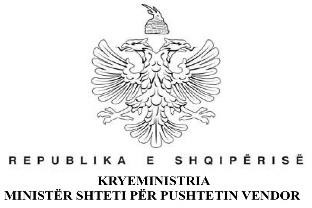 REPUBLIKA E SHQIPËRISË
KRYEMINISTRIA
MINISTËR SHTETI PËR PUSHTETIN VENDOR